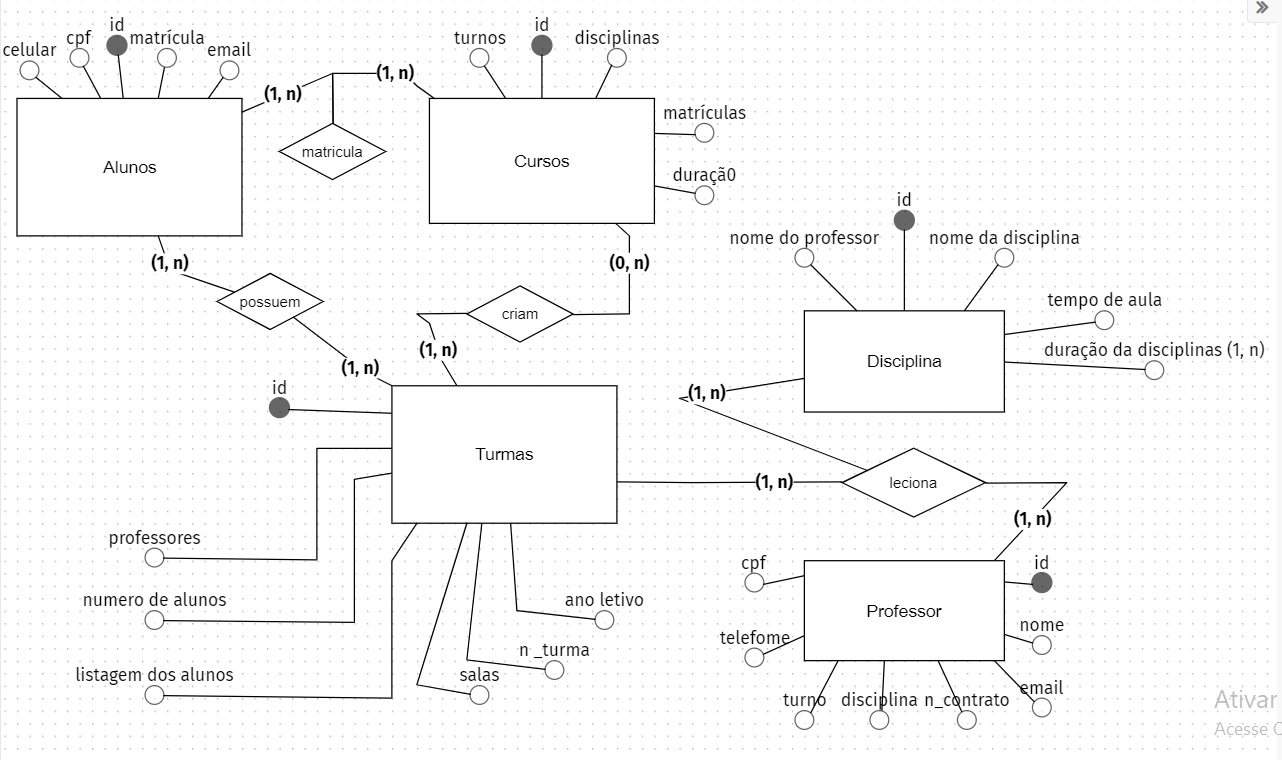 id
celular
cpf
matrícula
email
(1, n)
Alunos
matricula
(1, n)
turnos
id
disciplinas
matrículas
duraçã0
Cursos
(1, n)
possuem
(1, n)
(0, n)
criam
(1, n)
id
nome do professor
nome da disciplina
tempo de aula
duração da disciplinas (1, n)
Disciplina
(1, n)
id
Turmas
(1, n)
leciona
(1, n)
professores
numero de alunos
listagem dos alunos
salas
n _turma
ano letivo
cpf
id
Professor
nome
telefome
email
turno
disciplina
n_contrato
Ativar
Acesse